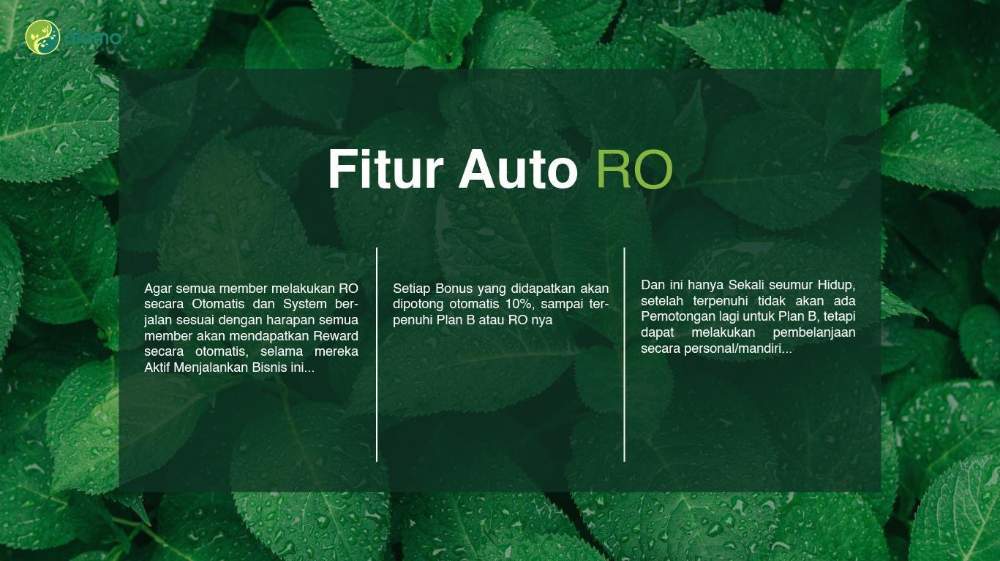 Fitur Auto RO
Agar semua member melakukan RO
secara Otomatis dan System ber-
jalan sesuai dengan harapan semua
member akan mendapatkan Reward
secara otomatis, selama mereka
Aktif Menjalankan Bisnis ini...
Setiap Bonus yang didapatkan akan
dipotong otomatis 10%, sampai ter-
penuhi Plan B atau RO nya
Dan ini hanya Sekali seumur Hidup,
setelah terpenuhi tidak akan ada
Pemotongan lagi untuk Plan B, tetapi
dapat melakukan pembelanjaan
secara personal/mandiri...